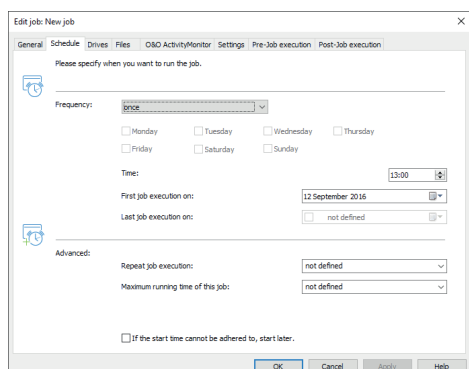 Edit job: New job
General Schedule Drives Files O&O ActivityMonitor Settings Pre-Job execution Post-Job execution
Please specify when you want to run the job.
Frequency: once
Monday Tuesday Wednesday Thursday
Friday Saturday Sunday
Time: 13:00
First job execution on: 12 September 2016
Last job execution on: not defined
Advanced:
Repeat job execution: not defined
Maximum running time of this job: not defined
If the start time cannot be adhered to, start later.
OK Cancel Apply Help